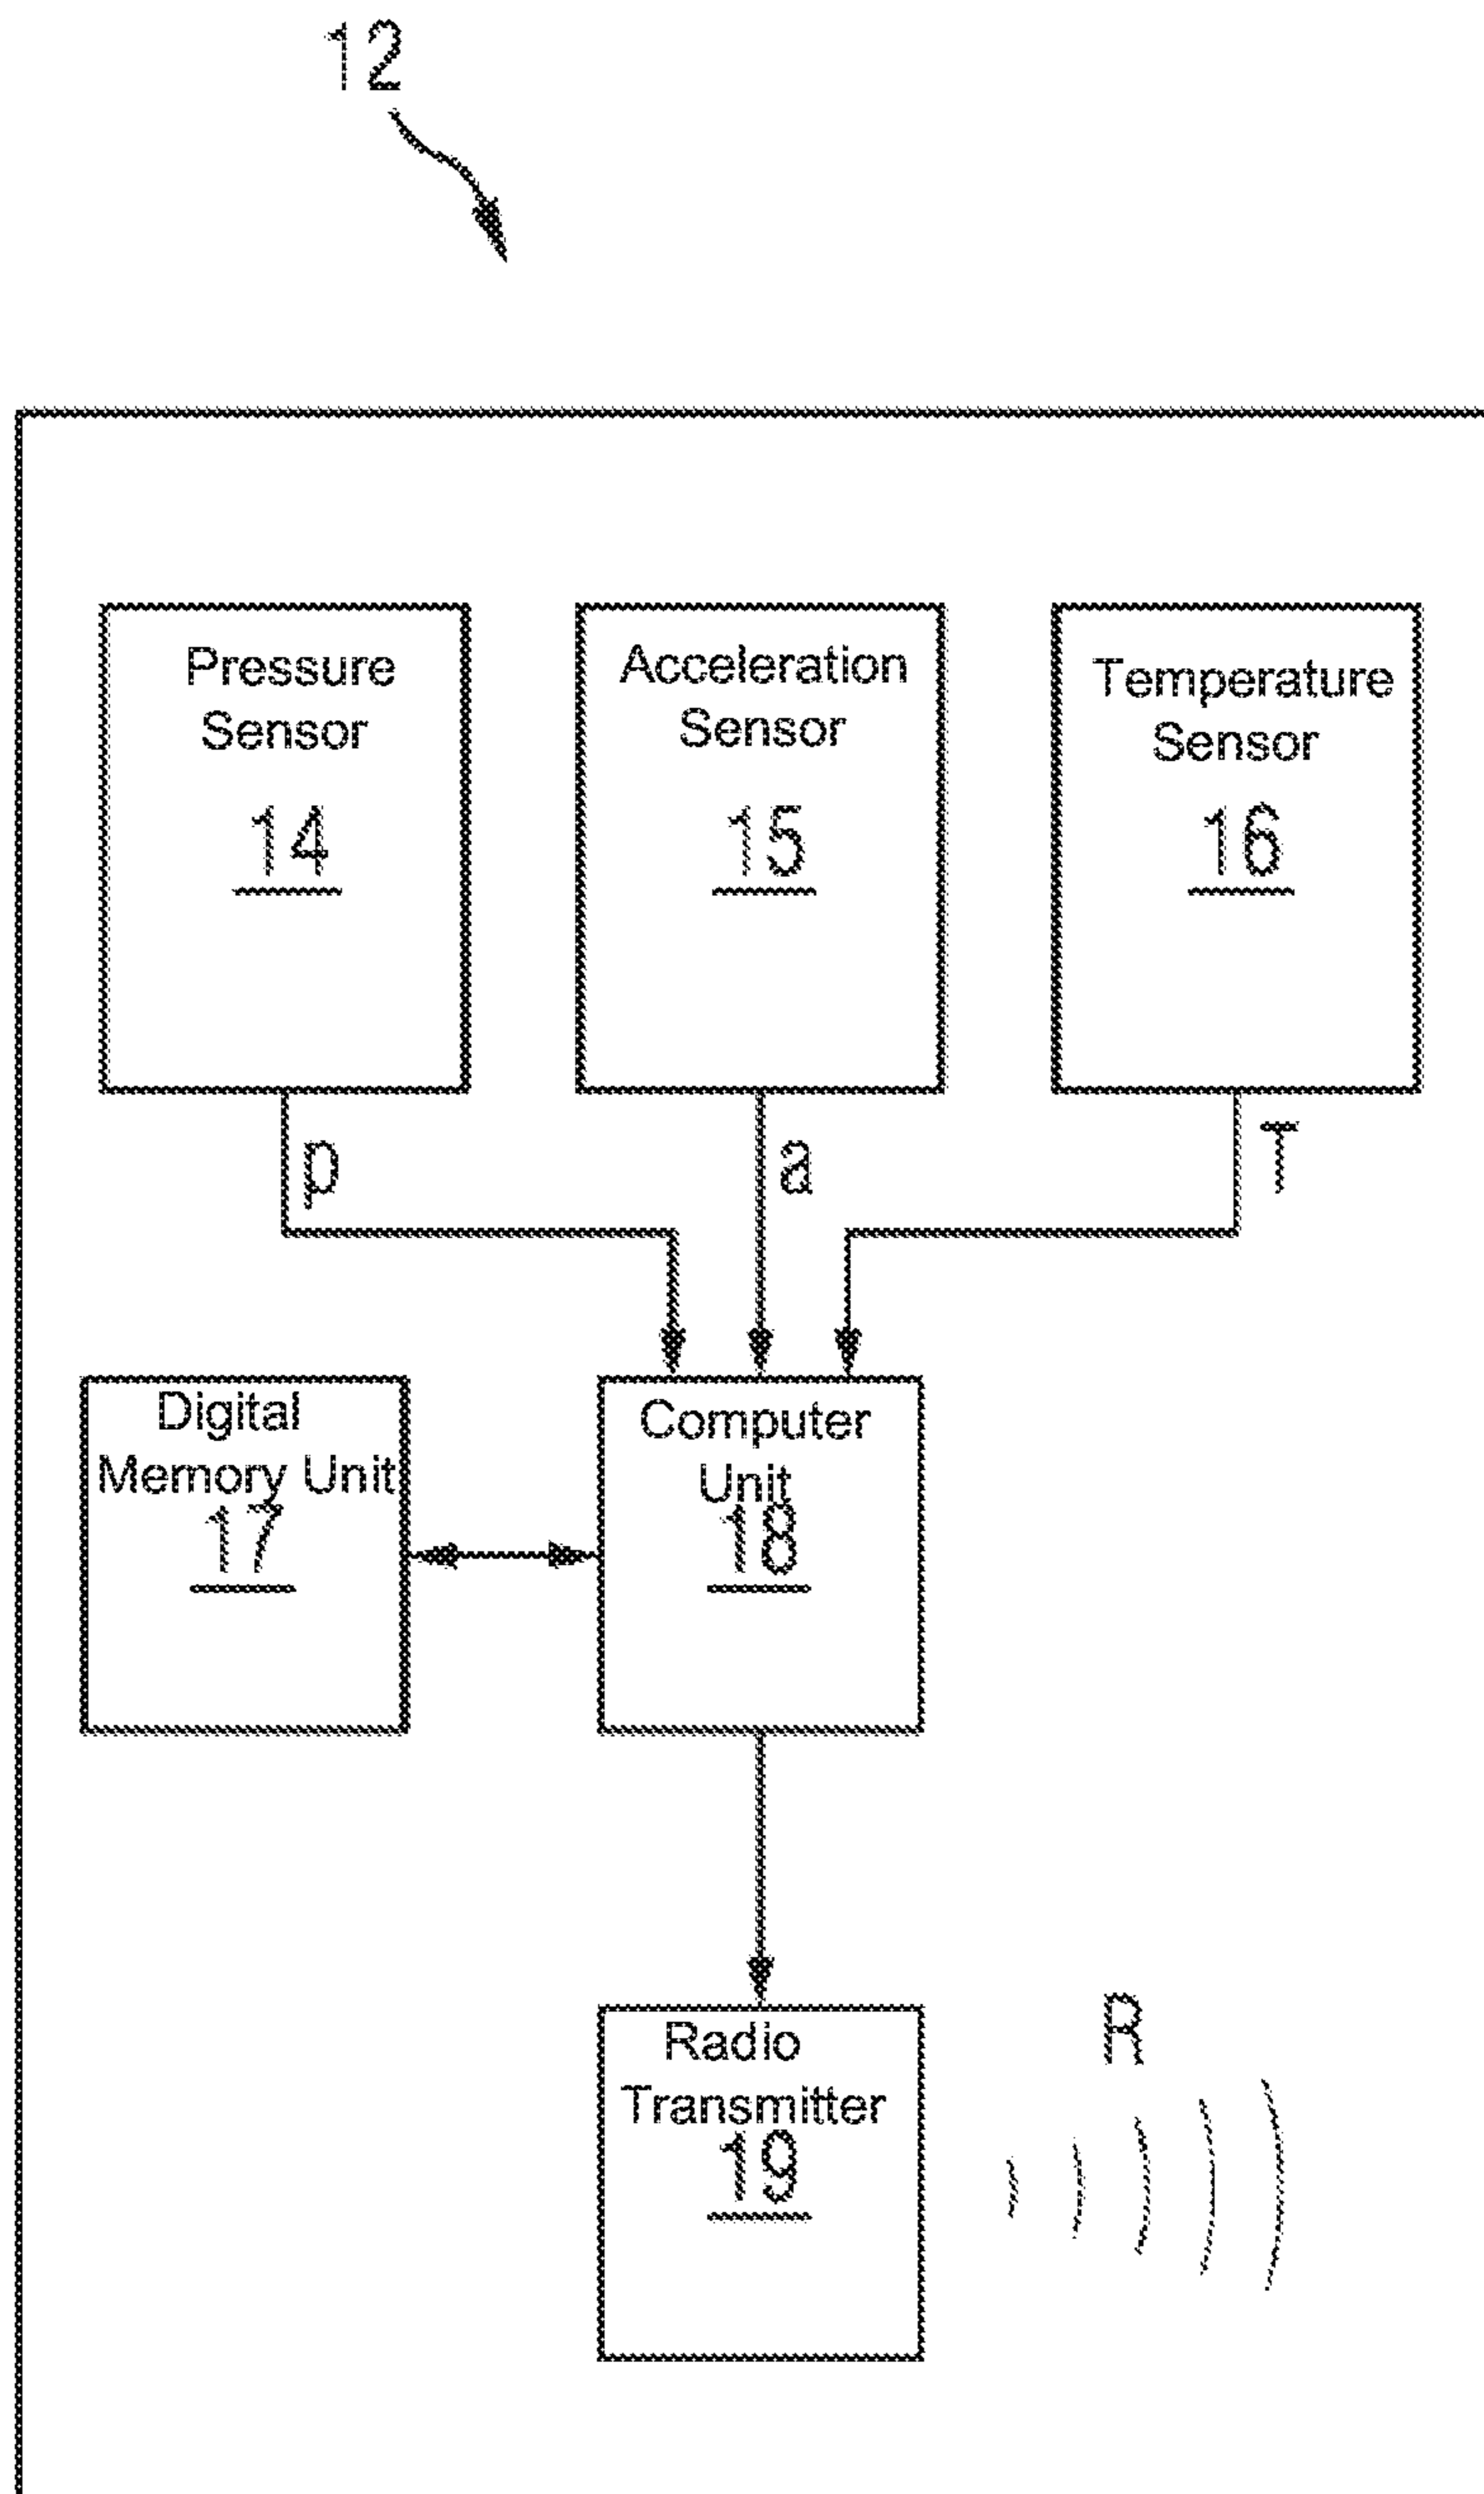 12
Pressure
Sensor
14
Acceleration
Sensor
15
Temperature
Sensor
16
p
a
T
Digital
Memory Unit
17
Computer
Unit
18
Radio
Transmitter
19
R